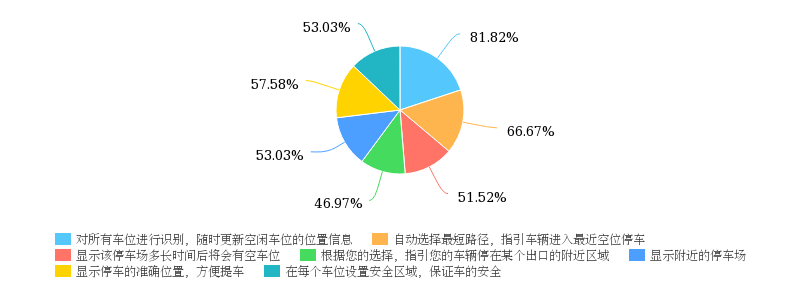 53.03%
81.82%
57.58%
66.67%
53.03%
51.52%
46.97%
对所有车位进行识别，随时更新空闲车位的位置信息 自动选择最短路径，指引车辆进入最近空位停车
显示该停车场多长时间后将会有空车位 根据您的选择，指引您的车辆停在某个出口的附近区域 显示附近的停车场
显示停车的准确位置，方便提车 在每个车位设置安全区域，保证车的安全